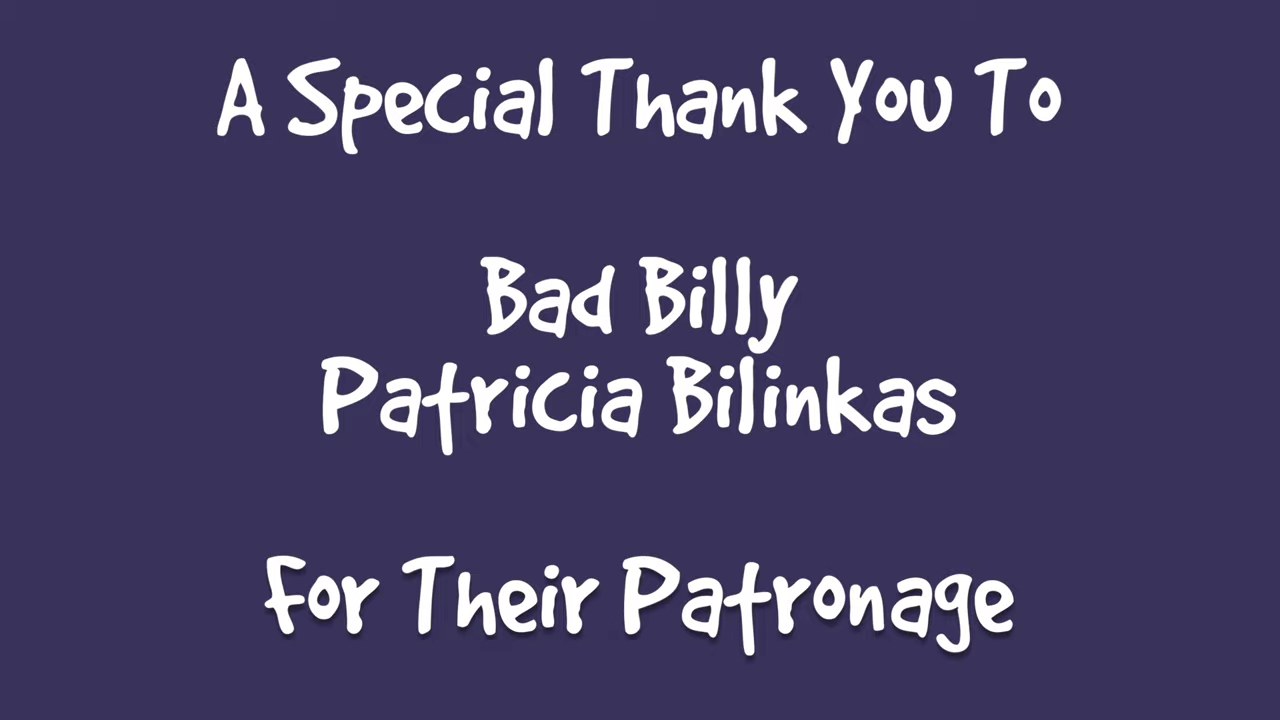 A Special Thank You To
Bad Billy
Patricia Bilinkas
For Their Patronage